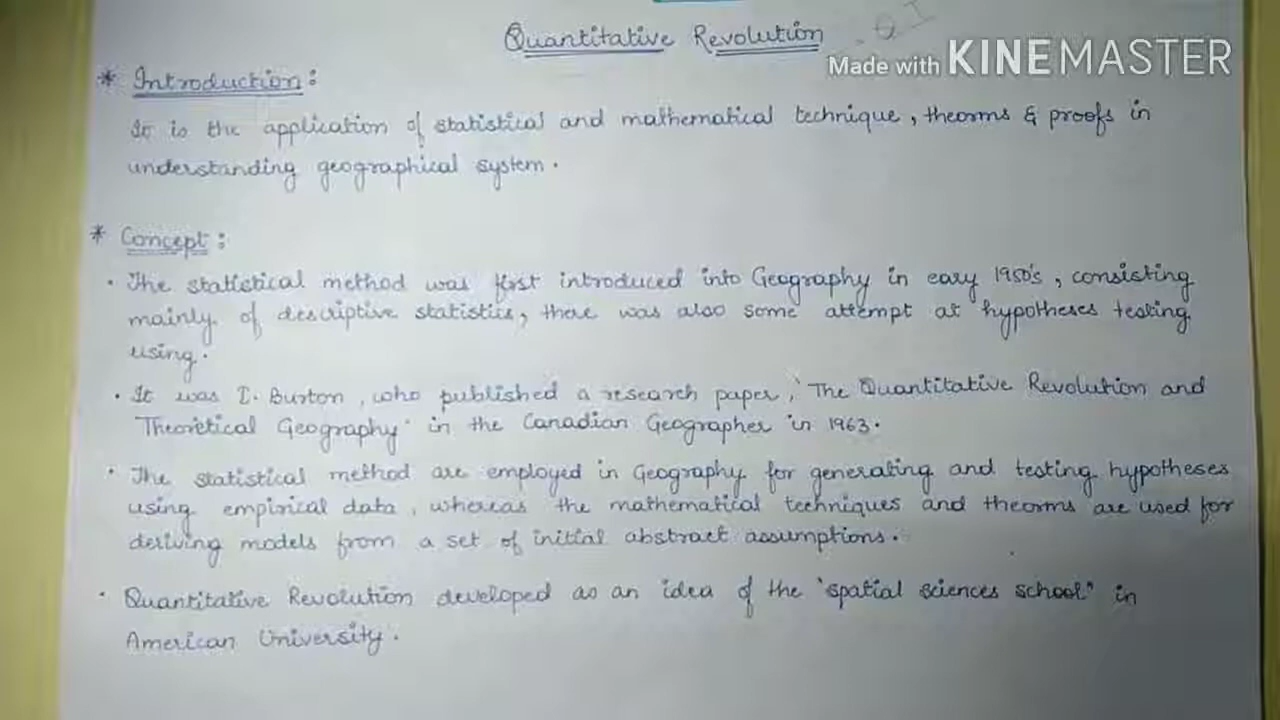 Quantitative Revolution
Made with KINEMASTER
* Introduction :
It is the application of statistical and mathematical technique, theorms & proofs in
understanding geographical system .
* Concept :
· The statistical method was first introduced into Geography in eary 1950's , consisting
mainly of descriptive statistics, there was also some attempt at hypotheses testing
using .
· It was I. Burton , who published a research paper, 'The Quantitative Revolution and
Theoretical Geography' in the Canadian Geographer in 1963 .
· The statistical method are employed in Geography for generating and testing hypotheses
using empirical data , whereas the mathematical techniques and theorms are used for
deriving models from a set of initial abstract assumptions .
· Quantitative Revolution developed as an idea of the "spatial sciences school" in
American University .